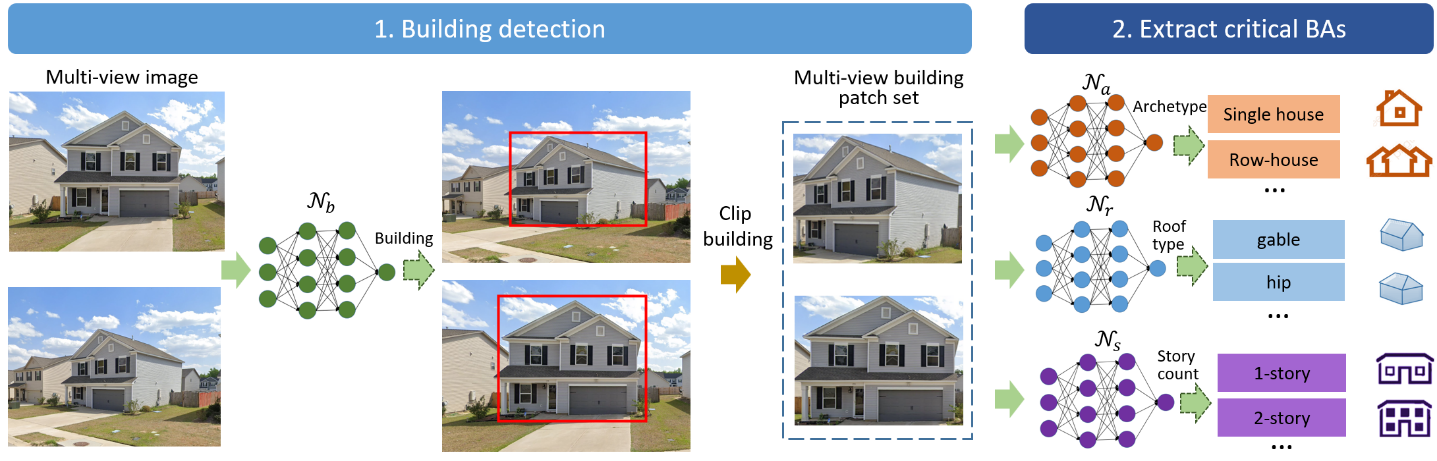 1. Building detection
2. Extract critical BAs
Multi-view image
𝒩b
Building
Clip
building
Multi-view building
patch set
𝒩a
Archetype
Single house
Row-house
...
𝒩r
Roof
type
gable
hip
...
𝒩s
Story
count
1-story
2-story
...